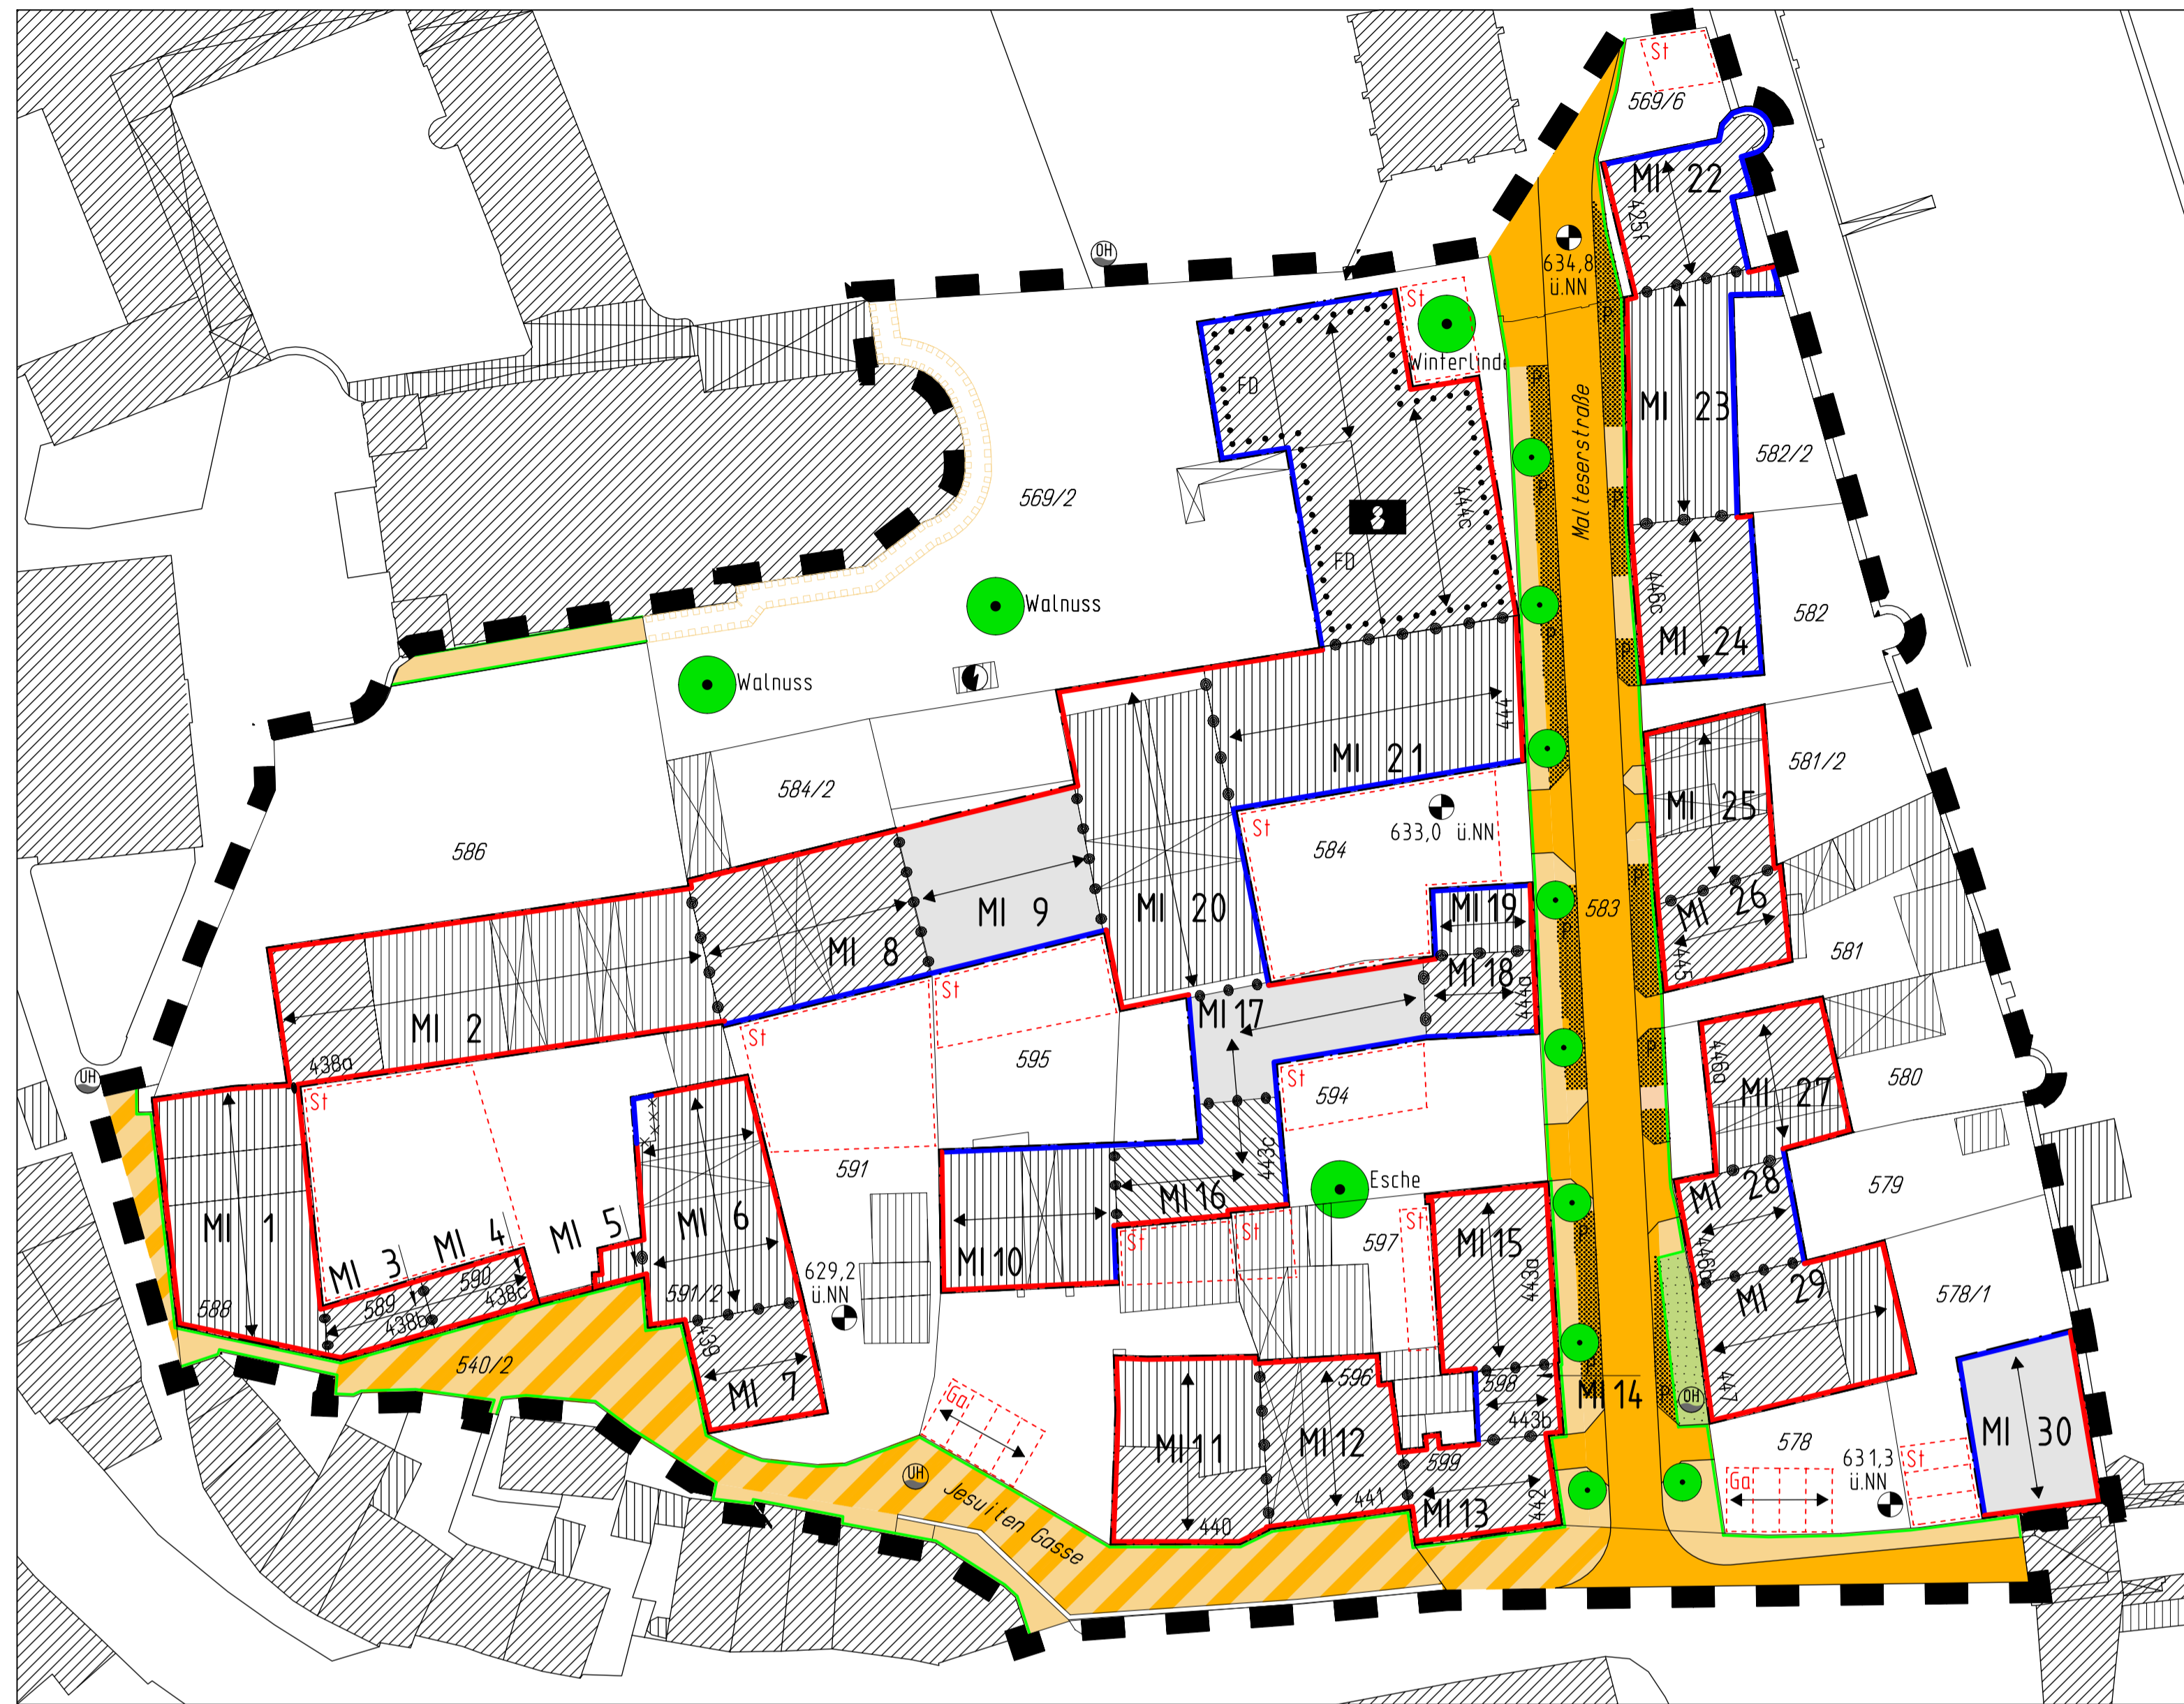 St
569/6
MI 22
425f
OH
634,8
ü.NN
P
St
Winterlinde
P
FD
Malteserstraße
MI 23
582/2
569/2
444c
P
P
FD
446c
582
Walnuss
P
P
MI 24
Walnuss
444
MI 21
581/2
584/2
St
633,0 ü.NN
584
MI 25
586
MI 9
MI 20
MI 19
583
P
MI 26
MI 8
P
581
MI 18
445
St
444a
MI 17
MI 2
St
595
438a
UH
St
St
594
P
446a
MI 27
580
591
443c
Esche
MI 16
MI 28
579
MI 1
MI 6
MI 5
MI 4
MI 3
St
St
St
597
MI 15
P
446b
MI 10
443a
629,2
ü.NN
591/2
590
589
588
438c
438b
MI 29
578/1
439
540/2
MI 7
596
598
MI 14
P
447
OH
Ga
443b
MI 11
MI 12
599
578
631,3
ü.NN
St
MI 30
Ga
UH
Jesuiten Gasse
440
441
MI 13
442